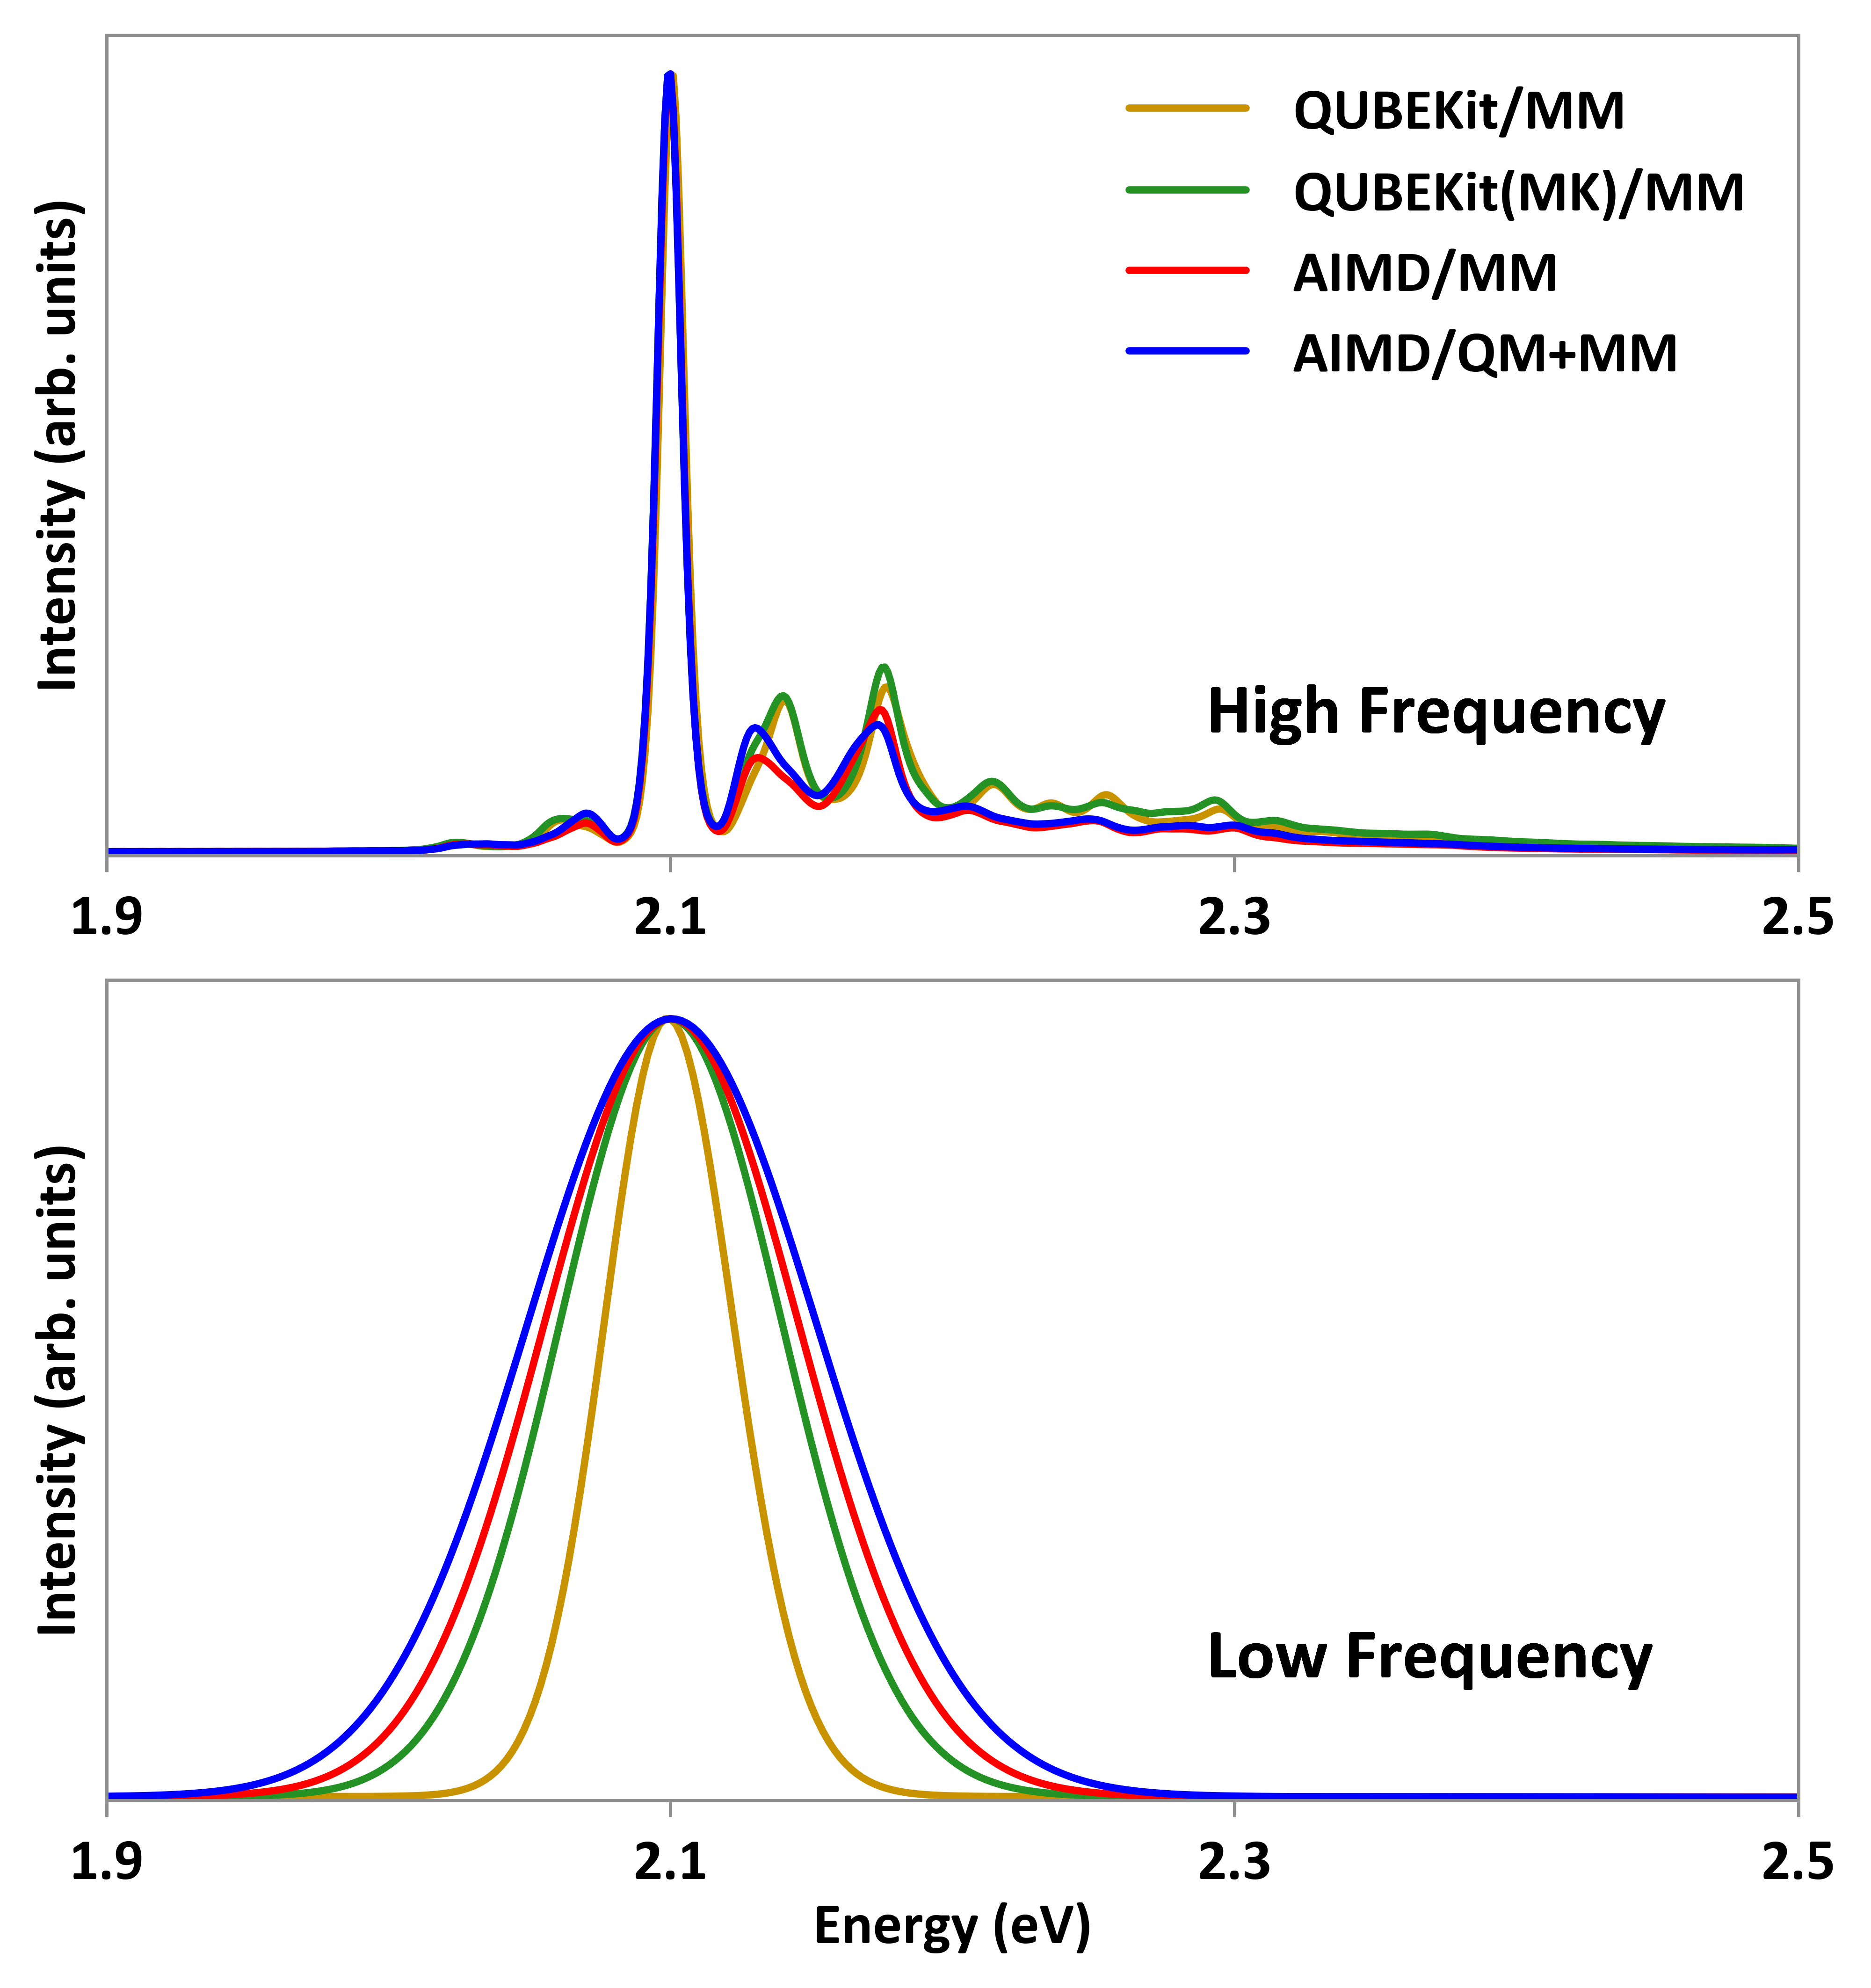 Intensity (arb. units)
QUBEKit/MM
QUBEKit(MK)/MM
AIMD/MM
AIMD/QM+MM
High Frequency
1.9 2.1 2.3 2.5
Intensity (arb. units)
Low Frequency
1.9 2.1 2.3 2.5
Energy (eV)